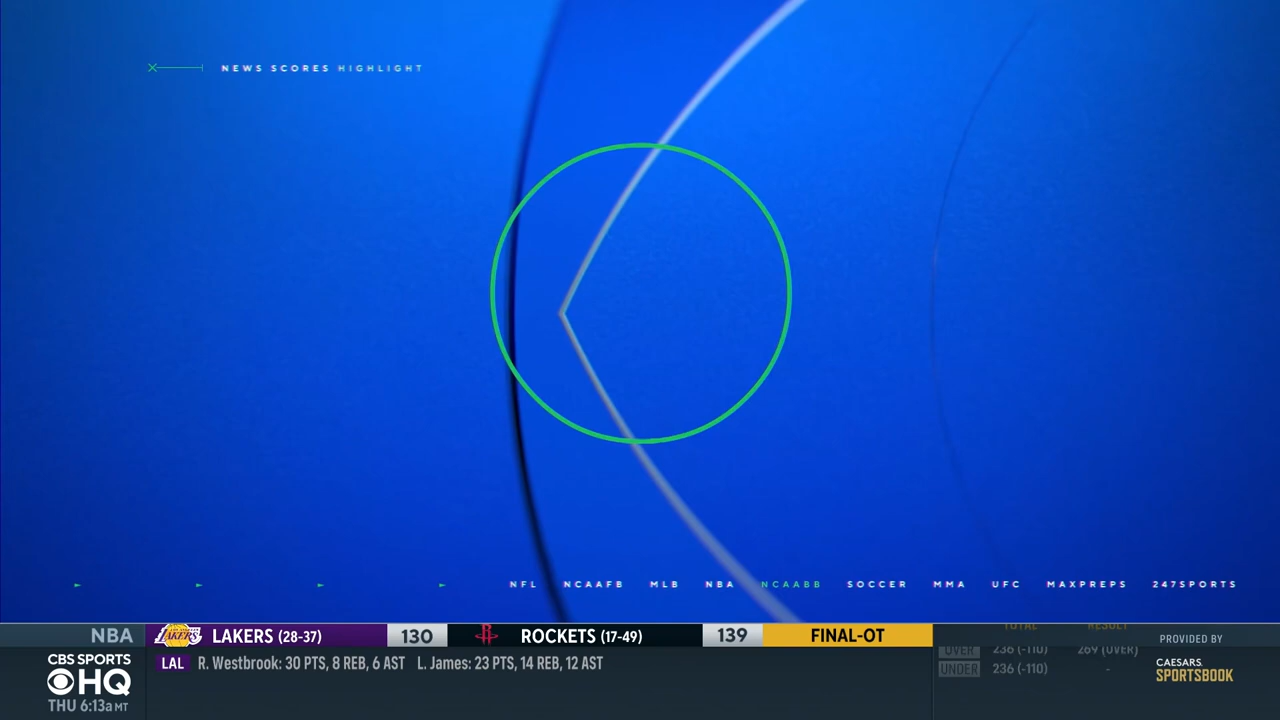 NEWS SCORES HIGHLIGHT
NFL NCAAFB MLB NBA NCAABB SOCCER MMA UFC MAXPREPS 247SPORTS
NBA LAKERS LAKERS (28-37) 130 ROCKETS (17-49) 139 FINAL-OT
TOTAL RESULT
OVER 236 (-110) 269 (OVER)
UNDER 236 (-110) -
PROVIDED BY
CAESARS
SPORTSBOOK
LAL R. Westbrook: 30 PTS, 8 REB, 6 AST L. James: 23 PTS, 14 REB, 12 AST
CBS SPORTS
HQ
THU 6:13a MT